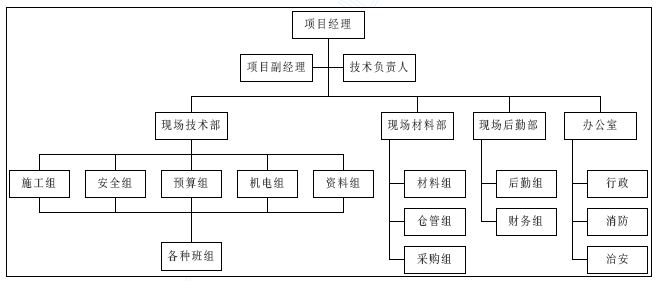 项目经理
项目副经理
技术负责人
现场技术部
现场材料部
现场后勤部
办公室
施工组
安全组
预算组
机电组
资料组
材料组
后勤组
行政
仓管组
财务组
消防
各种班组
采购组
治安